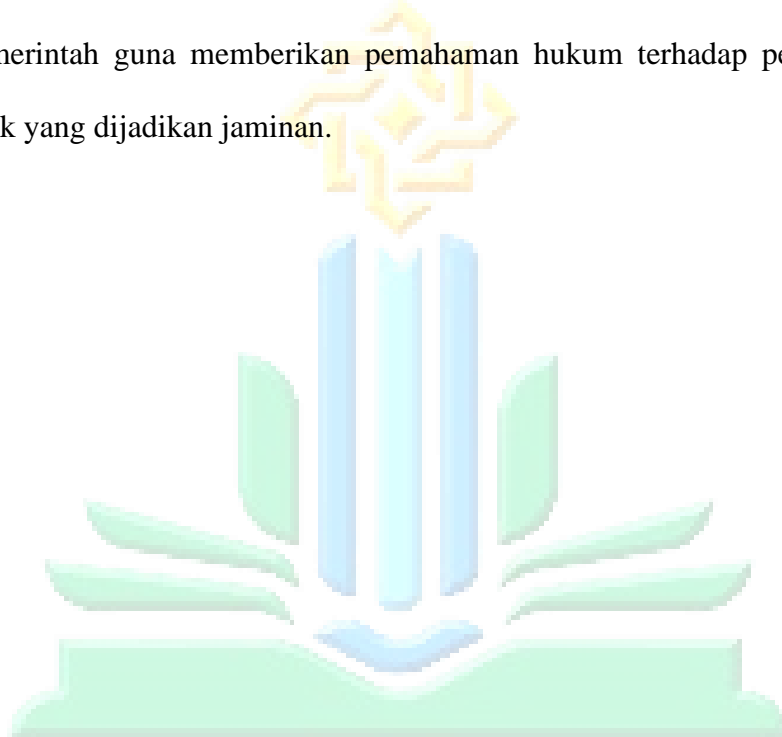 merintah guna memberikan pemahaman hukum terhadap pe
k yang dijadikan jaminan.